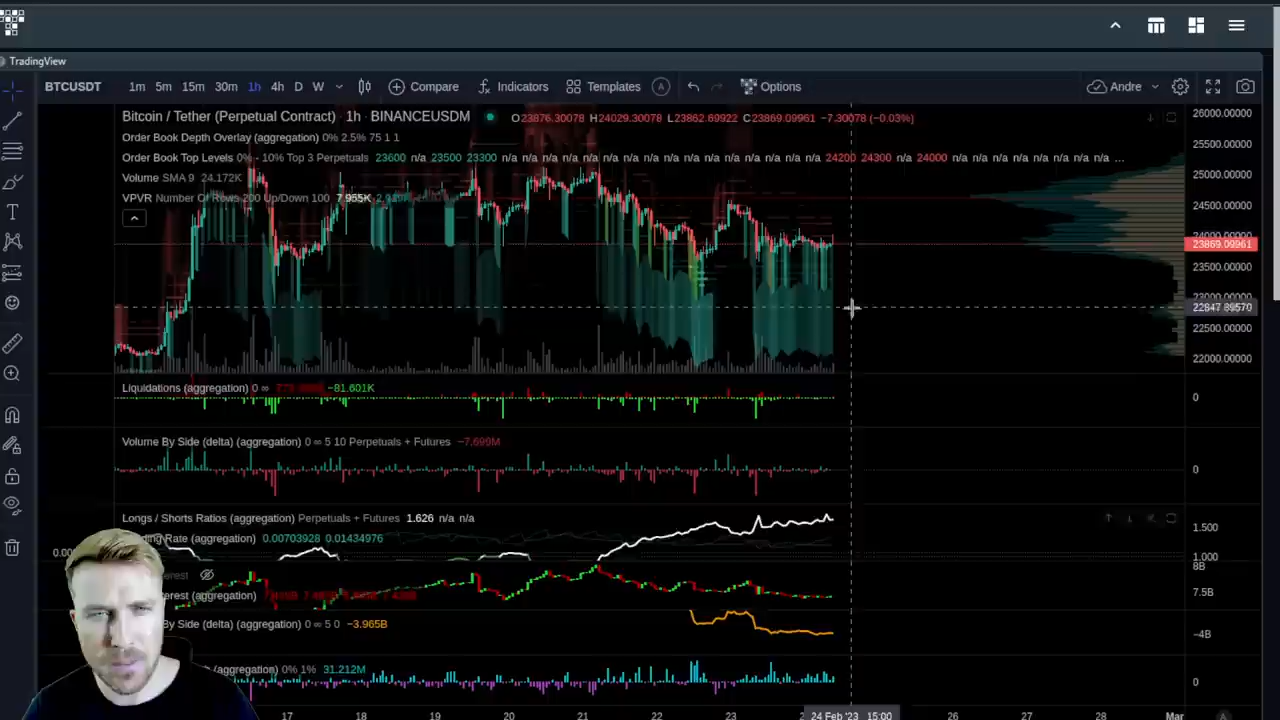 TradingView
BTCUSDT 1m 5m 15m 30m 1h 4h D W Compare Indicators Templates A Options Andre
Bitcoin / Tether (Perpetual Contract) · 1h · BINANCEUSDM O23876.30078 H24029.30078 L23862.69922 C23869.09961 −7.30078 (−0.03%)
Order Book Depth Overlay (aggregation) 0% 2.5% 75 1 1
Order Book Top Levels 0% - 10% Top 3 Perpetuals 23600 n/a 23500 23300 n/a n/a n/a n/a n/a n/a n/a n/a n/a n/a n/a n/a n/a 24200 24300 n/a 24000 n/a n/a n/a n/a n/a n/a n/a n/a ...
Volume SMA 9 24.172K
VPVR Number Of Rows 200 Up/Down 100 7.955K
26000.00000
25500.00000
25000.00000
24500.00000
24000.00000
23869.09961
23500.00000
23000.00000
22847.89570
22500.00000
22000.00000
Liquidations (aggregation) 0 ∞ −81.601K
0
Volume By Side (delta) (aggregation) 0 ∞ 5 10 Perpetuals + Futures −7.699M
0
Longs / Shorts Ratios (aggregation) Perpetuals + Futures 1.626 n/a n/a
1.500
Rate (aggregation) 0.00703928 0.01434976
1.000
8B
(aggregation)
7.5B
By Side (delta) (aggregation) 0 ∞ 5 0 −3.965B
−4B
(aggregation) 0% 1% 31.212M
0
17 18 19 20 21 22 23 24 Feb '23 15:00 26 27 28 Mar A